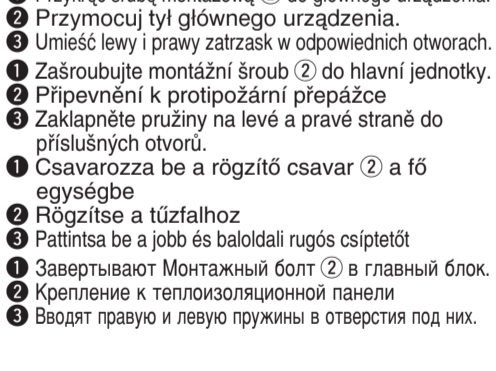 ❷ Przymocuj tył głównego urządzenia.
❸ Umieść lewy i prawy zatrzask w odpowiednich otworach.
❶ Zašroubujte montážní šroub ② do hlavní jednotky.
❷ Připevnění k protipožární přepážce
❸ Zaklapněte pružiny na levé a pravé straně do
příslušných otvorů.
❶ Csavarozza be a rögzítő csavar ② a fő
egységbe
❷ Rögzítse a tűzfalhoz
❸ Pattintsa be a jobb és baloldali rugós csíptetőt
❶ Завертывают Монтажный болт ② в главный блок.
❷ Крепление к теплоизоляционной панели
❸ Вводят правую и левую пружины в отверстия под них.